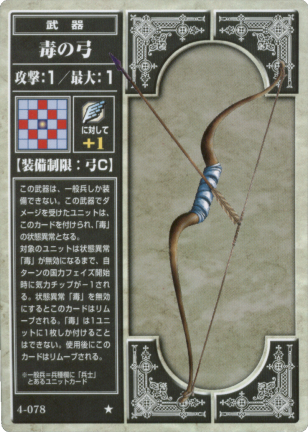 武器
毒の弓
攻撃:1/最大:1
に対して
+1
【装備制限：弓C】
この武器は、一般兵しか装
備できない。この武器でダ
メージを受けたユニットは、
このカードを付けられ、「毒」
の状態異常となる。
対象のユニットは状態異常
「毒」が無効になるまで、自
ターンの国力フェイズ開始
時に気力チップが－1され
る。状態異常「毒」を無効
にするとこのカードはリム
ーブされる。「毒」は1ユニ
ットに1枚しか付けること
はできない。使用後にこの
カードはリムーブされる。
※一般兵＝兵種欄に「兵士」
とあるユニットカード
4-078 ★